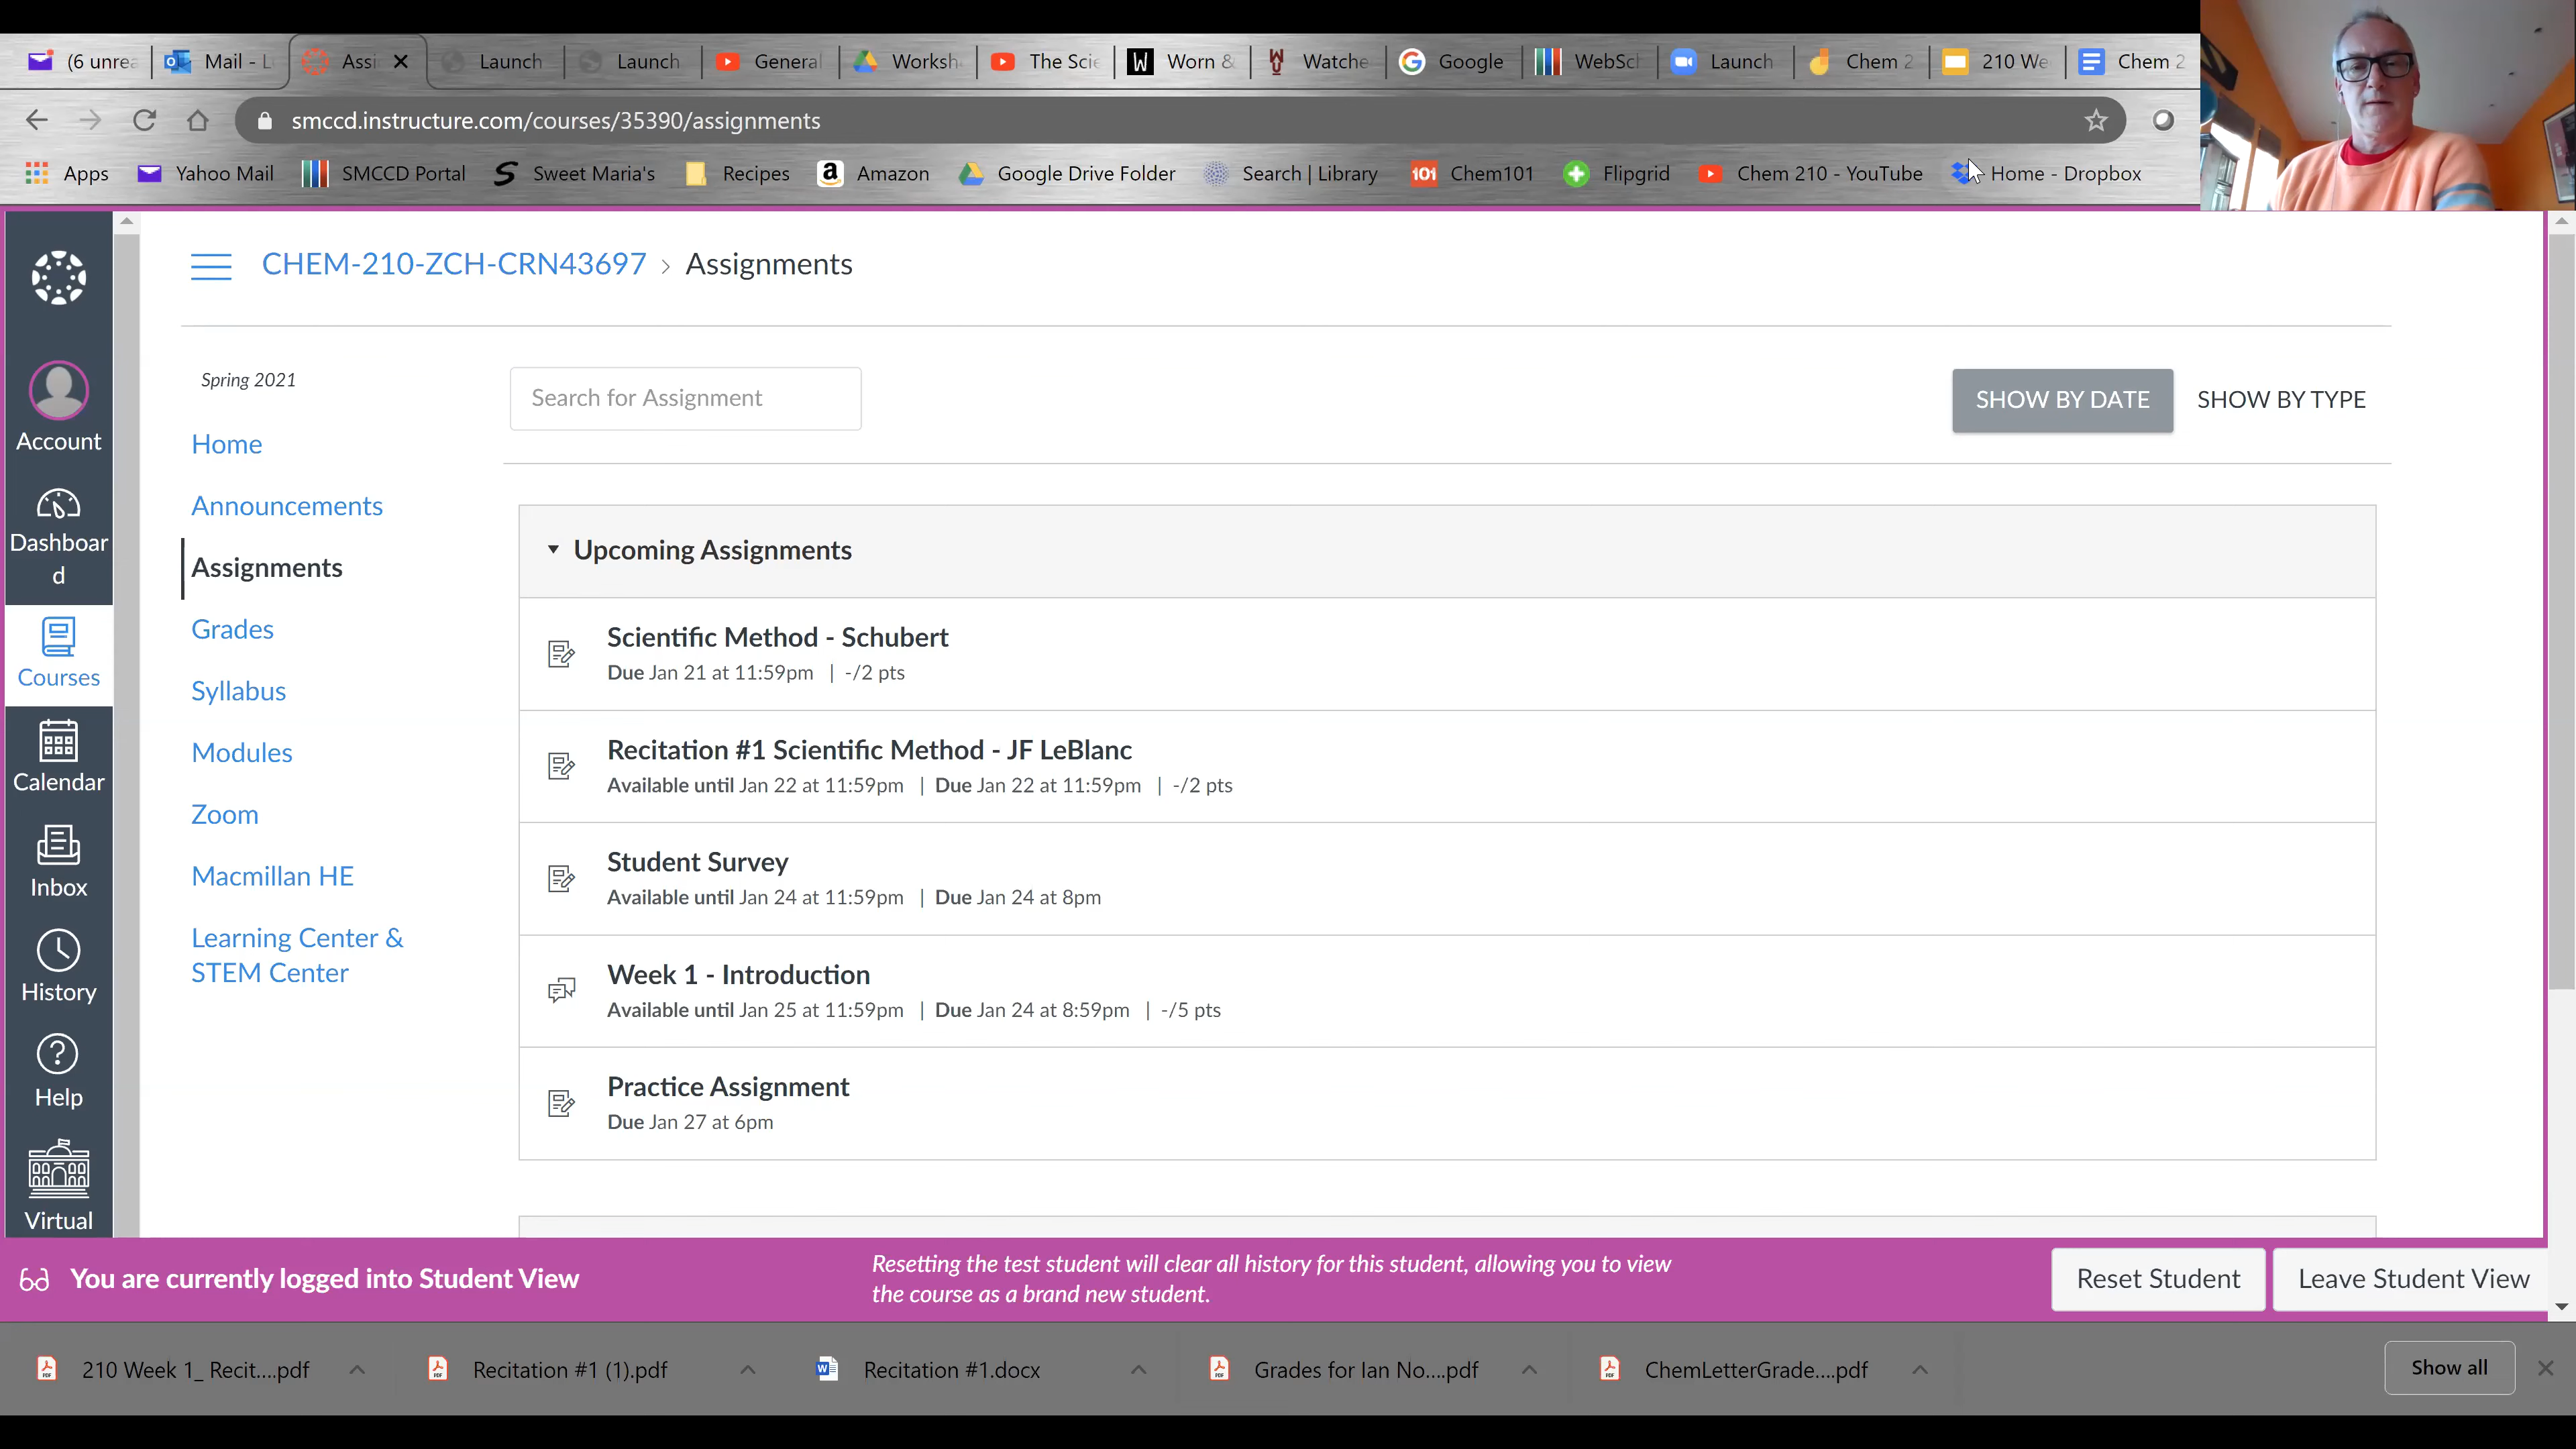 (6 unrea
Mail - L
Assi
Launch
Launch
General
Worksh
The Scie
W
Worn &
Watche
Google
WebSch
Launch
Chem 2
210 We
Chem 2
smccd.instructure.com/courses/35390/assignments
Apps
Yahoo Mail
SMCCD Portal
Sweet Maria's
Recipes
Amazon
Google Drive Folder
Search | Library
101
Chem101
Flipgrid
Chem 210 - YouTube
Home - Dropbox
CHEM-210-ZCH-CRN43697 › Assignments
Spring 2021
Search for Assignment
SHOW BY DATE
SHOW BY TYPE
Account
Dashboar
d
Courses
Calendar
Inbox
History
Help
Virtual
Home
Announcements
Assignments
Grades
Syllabus
Modules
Zoom
Macmillan HE
Learning Center &
STEM Center
Upcoming Assignments
Scientific Method - Schubert
Due Jan 21 at 11:59pm | -/2 pts
Recitation #1 Scientific Method - JF LeBlanc
Available until Jan 22 at 11:59pm | Due Jan 22 at 11:59pm | -/2 pts
Student Survey
Available until Jan 24 at 11:59pm | Due Jan 24 at 8pm
Week 1 - Introduction
Available until Jan 25 at 11:59pm | Due Jan 24 at 8:59pm | -/5 pts
Practice Assignment
Due Jan 27 at 6pm
You are currently logged into Student View
Resetting the test student will clear all history for this student, allowing you to view
the course as a brand new student.
Reset Student
Leave Student View
210 Week 1_ Recit....pdf
Recitation #1 (1).pdf
Recitation #1.docx
Grades for Ian No....pdf
ChemLetterGrade....pdf
Show all